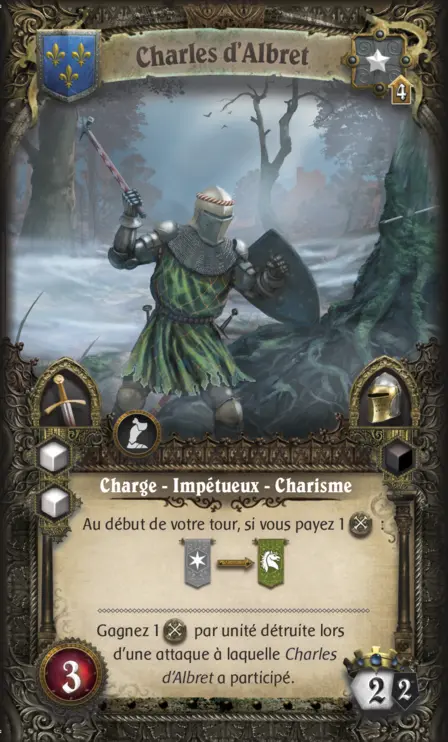 Charles d'Albret
4
Charge - Impétueux - Charisme
Au début de votre tour, si vous payez 1 :
Gagnez 1 par unité détruite lors
d'une attaque à laquelle Charles
d'Albret a participé.
3
2 2